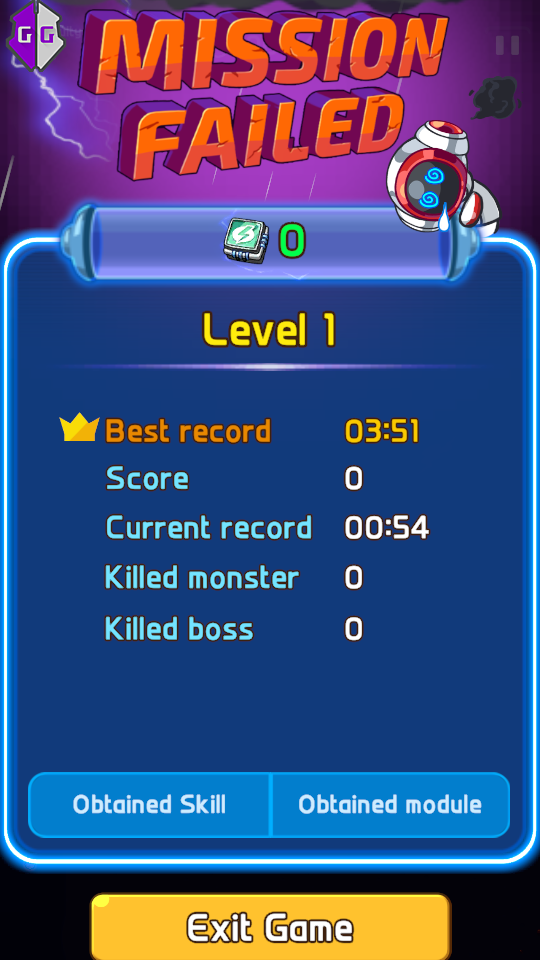 G G
MISSION
FAILED
0
Level 1
Best record 03:51
Score 0
Current record 00:54
Killed monster 0
Killed boss 0
Obtained Skill Obtained module
Exit Game